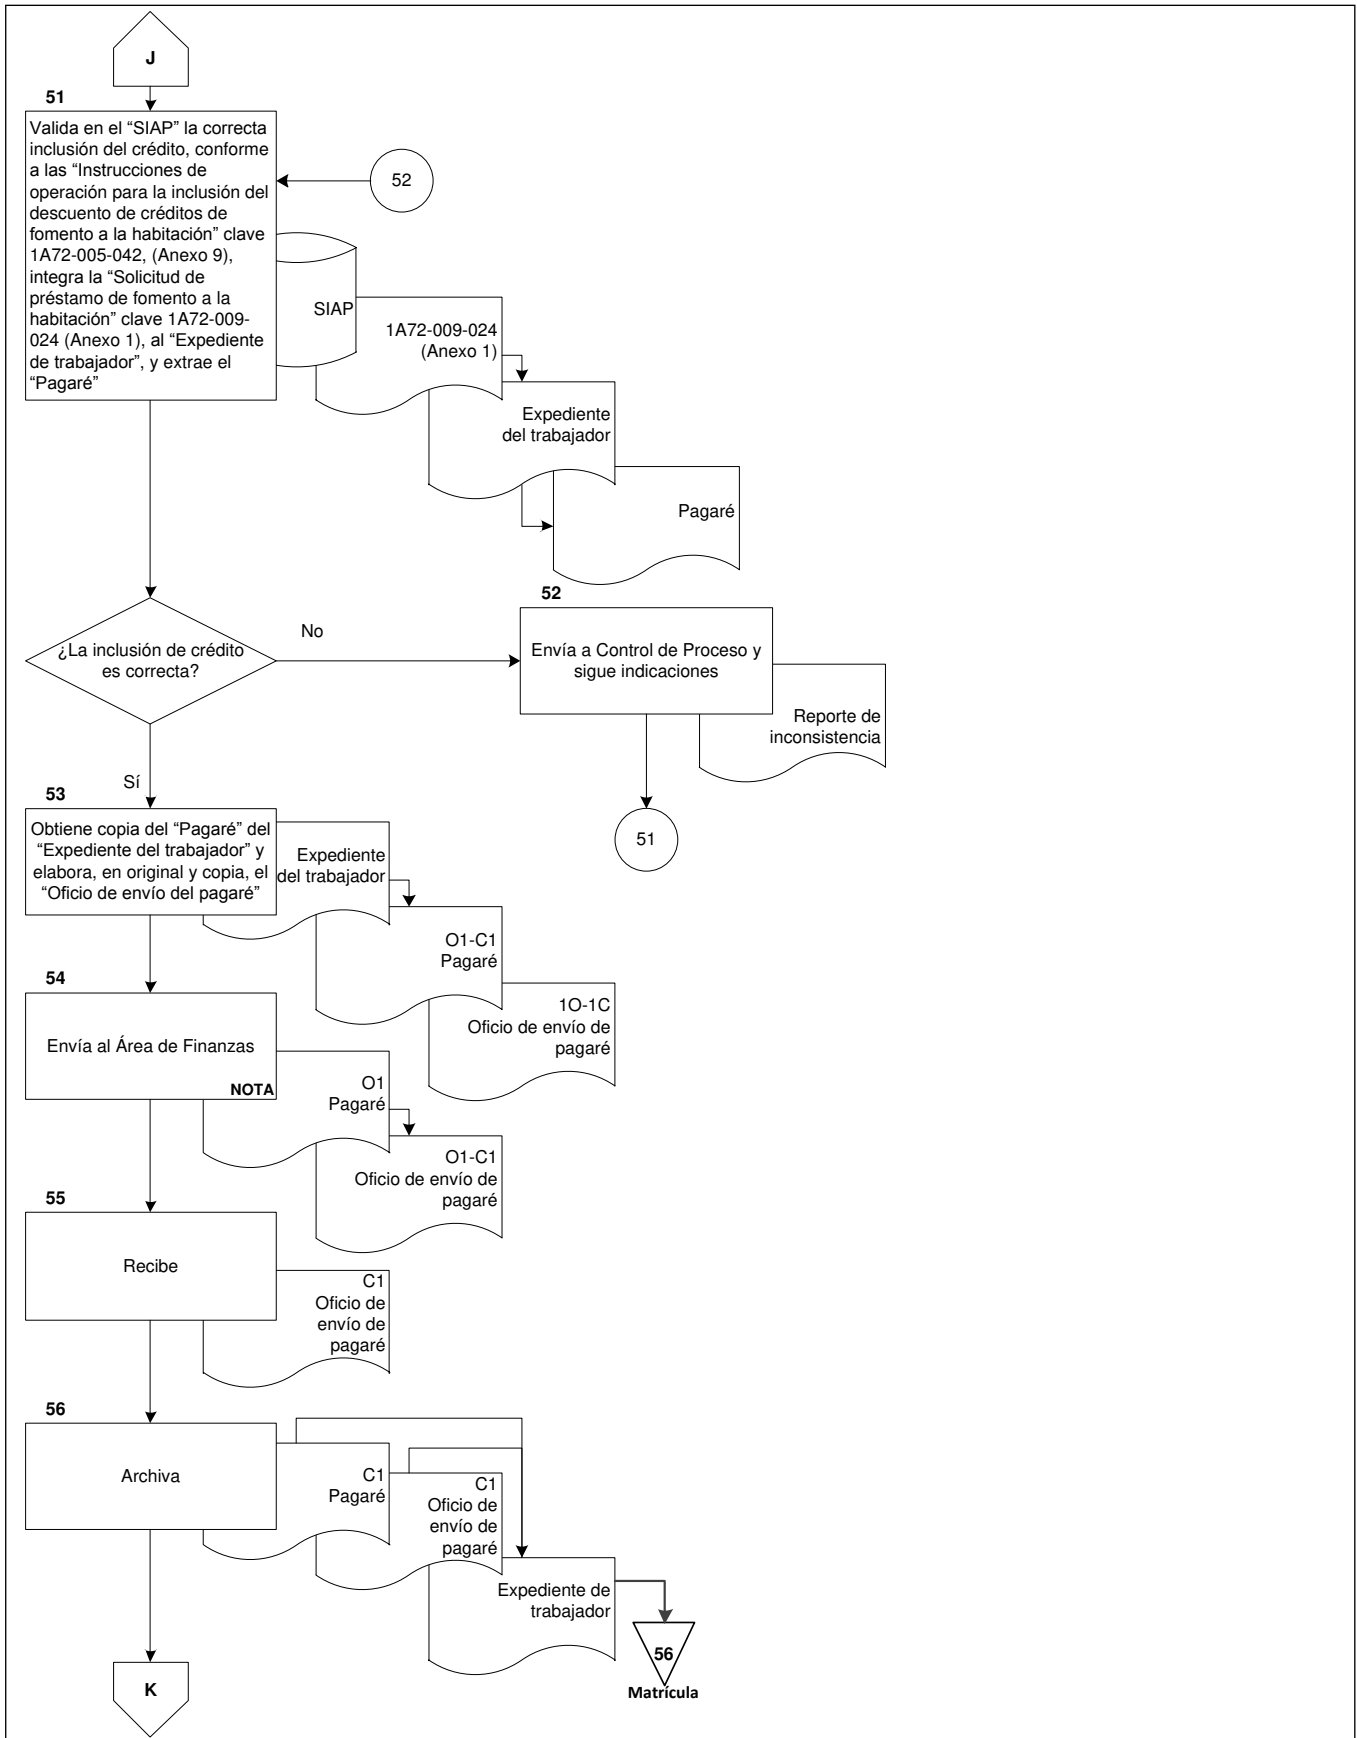 J
51
Valida en el “SIAP” la correcta
inclusión del crédito, conforme
a las “Instrucciones de
operación para la inclusión del
descuento de créditos de
fomento a la habitación” clave
1A72-005-042, (Anexo 9),
integra la “Solicitud de
préstamo de fomento a la
habitación” clave 1A72-009-
024 (Anexo 1), al “Expediente
de trabajador”, y extrae el
“Pagaré”
52
SIAP
1A72-009-024
(Anexo 1)
Expediente
del trabajador
Pagaré
¿La inclusión de crédito
es correcta?
No
52
Envía a Control de Proceso y
sigue indicaciones
Reporte de
inconsistencia
51
Sí
53
Obtiene copia del “Pagaré” del
“Expediente del trabajador” y
elabora, en original y copia, el
“Oficio de envío del pagaré”
Expediente
del trabajador
O1-C1
Pagaré
1O-1C
Oficio de envío de
pagaré
54
Envía al Área de Finanzas
NOTA
O1
Pagaré
O1-C1
Oficio de envío de
pagaré
55
Recibe
C1
Oficio de
envío de
pagaré
56
Archiva
C1
Pagaré
C1
Oficio de
envío de
pagaré
Expediente de
trabajador
56
Matrícula
K